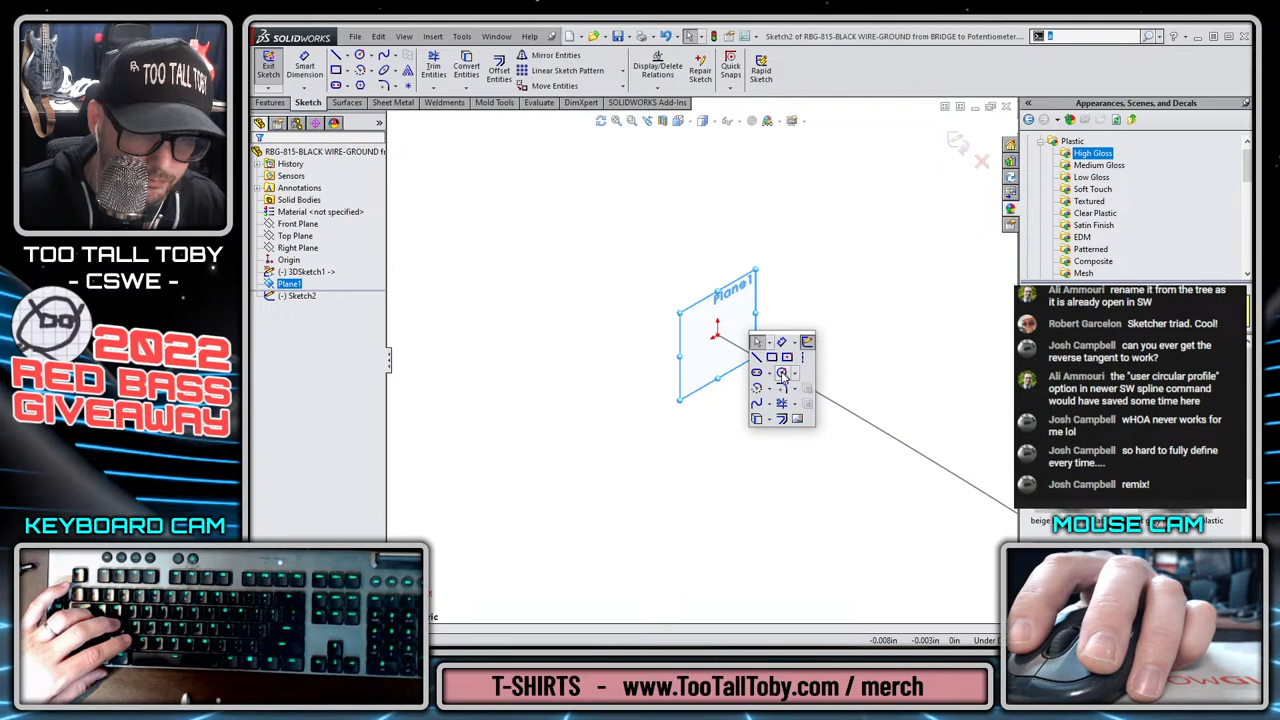 TOO TALL TOBY
TOO TALL TOBY
- CSWE -
2022
RED BASS
GIVEAWAY
KEYBOARD CAM
SOLIDWORKS
File
Edit
View
Insert
Tools
Window
Help
Sketch2 of RBG-815-BLACK WIRE-GROUND from BRIDGE to Potentiometer....
Exit
Sketch
Smart
Dimension
Trim
Entities
Convert
Entities
Offset
Entities
Mirror Entities
Linear Sketch Pattern
Move Entities
Display/Delete
Relations
Repair
Sketch
Quick
Snaps
Rapid
Sketch
Features
Sketch
Surfaces
Sheet Metal
Weldments
Mold Tools
Evaluate
DimXpert
SOLIDWORKS Add-Ins
RBG-815-BLACK WIRE-GROUND fr
History
Sensors
Annotations
Solid Bodies
Material <not specified>
Front Plane
Top Plane
Right Plane
Origin
(-) 3DSketch1 ->
Plane1
(-) Sketch2
Plane1
Appearances, Scenes, and Decals
Plastic
High Gloss
Medium Gloss
Low Gloss
Soft Touch
Textured
Clear Plastic
Satin Finish
EDM
Patterned
Composite
Mesh
Ali Ammouri rename it from the tree as
it is already open in SW
Robert Garcelon Sketcher triad. Cool!
Josh Campbell can you ever get the
reverse tangent to work?
Ali Ammouri the "user circular profile"
option in newer SW spline command
would have saved some time here
Josh Campbell wHOA never works for
me lol
Josh Campbell so hard to fully define
every time....
Josh Campbell remix!
MOUSE CAM
-0.008in
-0.003in
0in
T-SHIRTS - www.TooTallToby.com / merch